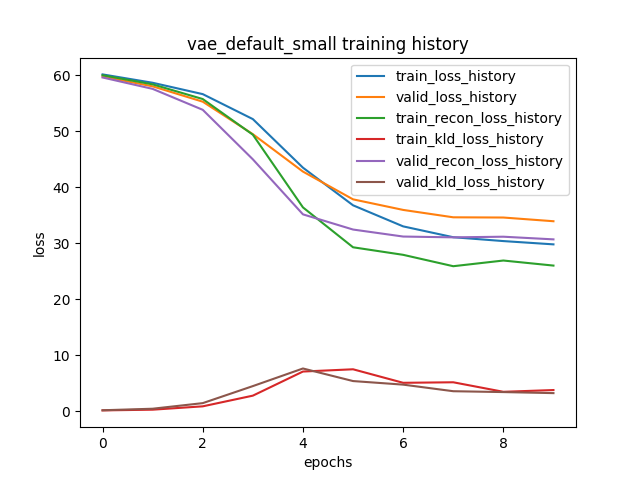 vae_default_small training history
train_loss_history
valid_loss_history
train_recon_loss_history
train_kld_loss_history
valid_recon_loss_history
valid_kld_loss_history
60
50
40
30
20
10
0
loss
0 2 4 6 8
epochs